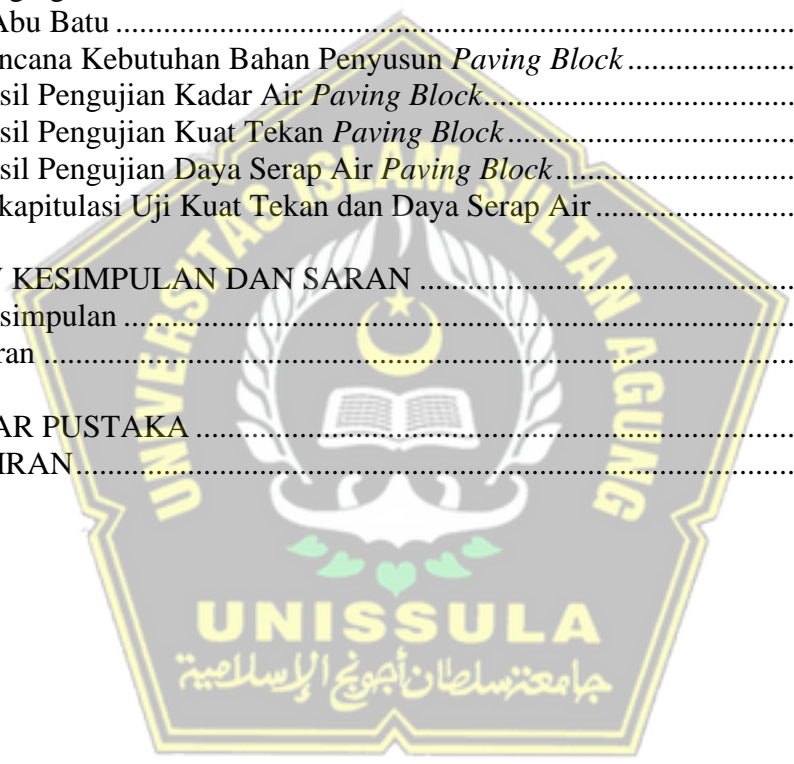 Abu Batu ..........................................................................................
ncana Kebutuhan Bahan Penyusun Paving Block .....................
sil Pengujian Kadar Air Paving Block.......................................
sil Pengujian Kuat Tekan Paving Block ....................................
sil Pengujian Daya Serap Air Paving Block ..............................
kapitulasi Uji Kuat Tekan dan Daya Serap Air .........................
KESIMPULAN DAN SARAN ................................................
simpulan .....................................................................................
ran ...............................................................................................
AR PUSTAKA ............................................................................
IRAN...........................................................................................
UNIVERSITAS ISLAM SULTAN AGUNG
UNISSULA
جامعة سلطان أجونج الإسلامية